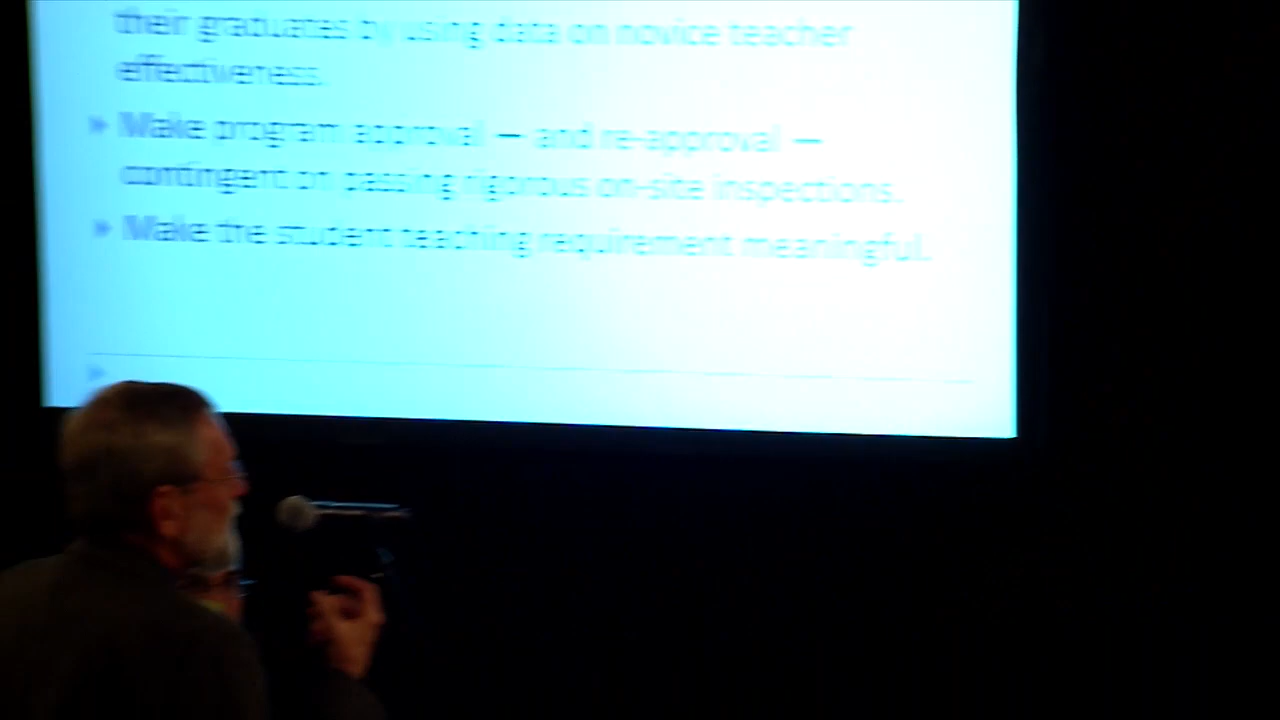 their graduates by using data on novice teacher
effectiveness.
Make program approval — and re-approval —
contingent on passing rigorous on-site inspections.
Make the student teaching requirement meaningful.